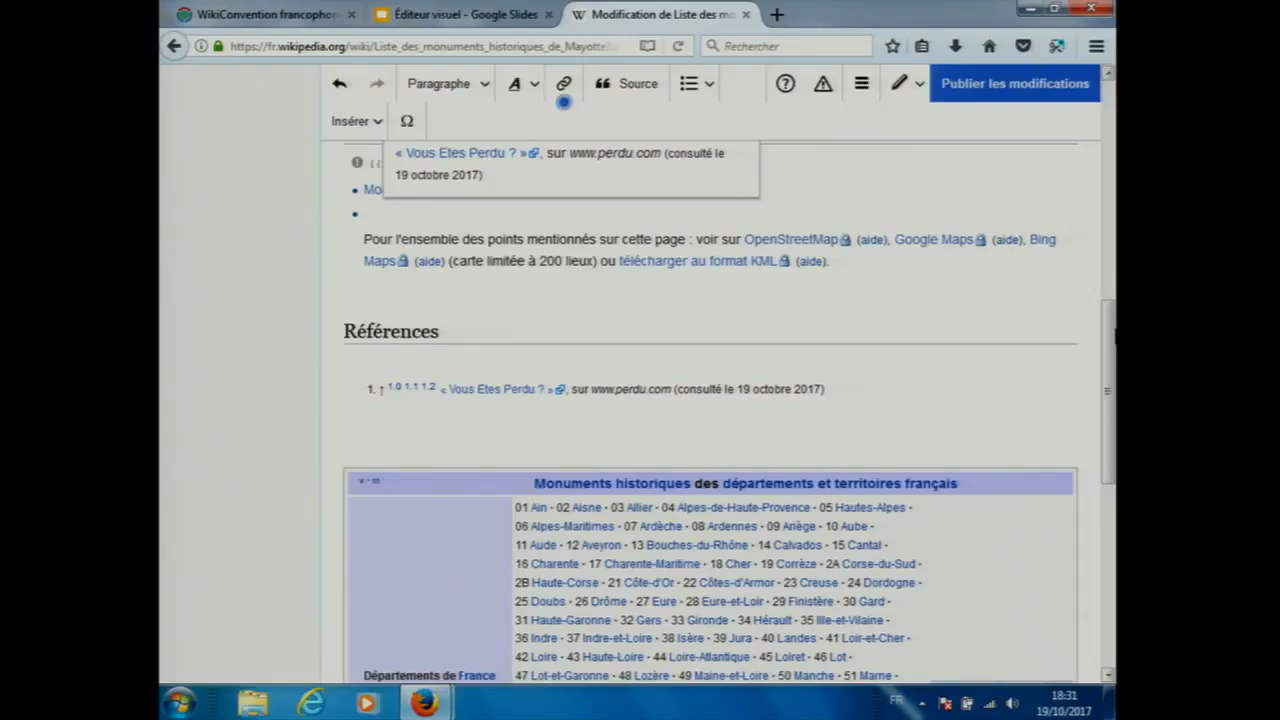 WikiConvention francophon
Éditeur visuel - Google Slides
Modification de Liste des mo
https://fr.wikipedia.org/wiki/Liste_des_monuments_historiques_de_Mayotte
Rechercher
Paragraphe
A
Source
Publier les modifications
Insérer
Ω
« Vous Etes Perdu ? », sur www.perdu.com (consulté le
19 octobre 2017)
Mo
Pour l'ensemble des points mentionnés sur cette page : voir sur OpenStreetMap (aide), Google Maps (aide), Bing
Maps (aide) (carte limitée à 200 lieux) ou télécharger au format KML (aide).
Références
1. ↑ 1.0 1.1 1.2 « Vous Etes Perdu ? », sur www.perdu.com (consulté le 19 octobre 2017)
v · m
Monuments historiques des départements et territoires français
01 Ain · 02 Aisne · 03 Allier · 04 Alpes-de-Haute-Provence · 05 Hautes-Alpes ·
06 Alpes-Maritimes · 07 Ardèche · 08 Ardennes · 09 Ariège · 10 Aube ·
11 Aude · 12 Aveyron · 13 Bouches-du-Rhône · 14 Calvados · 15 Cantal ·
16 Charente · 17 Charente-Maritime · 18 Cher · 19 Corrèze · 2A Corse-du-Sud ·
2B Haute-Corse · 21 Côte-d'Or · 22 Côtes-d'Armor · 23 Creuse · 24 Dordogne ·
25 Doubs · 26 Drôme · 27 Eure · 28 Eure-et-Loir · 29 Finistère · 30 Gard ·
31 Haute-Garonne · 32 Gers · 33 Gironde · 34 Hérault · 35 Ille-et-Vilaine ·
36 Indre · 37 Indre-et-Loire · 38 Isère · 39 Jura · 40 Landes · 41 Loir-et-Cher ·
42 Loire · 43 Haute-Loire · 44 Loire-Atlantique · 45 Loiret · 46 Lot ·
Départements de France
47 Lot-et-Garonne · 48 Lozère · 49 Maine-et-Loire · 50 Manche · 51 Marne ·
FR
18:31
19/10/2017